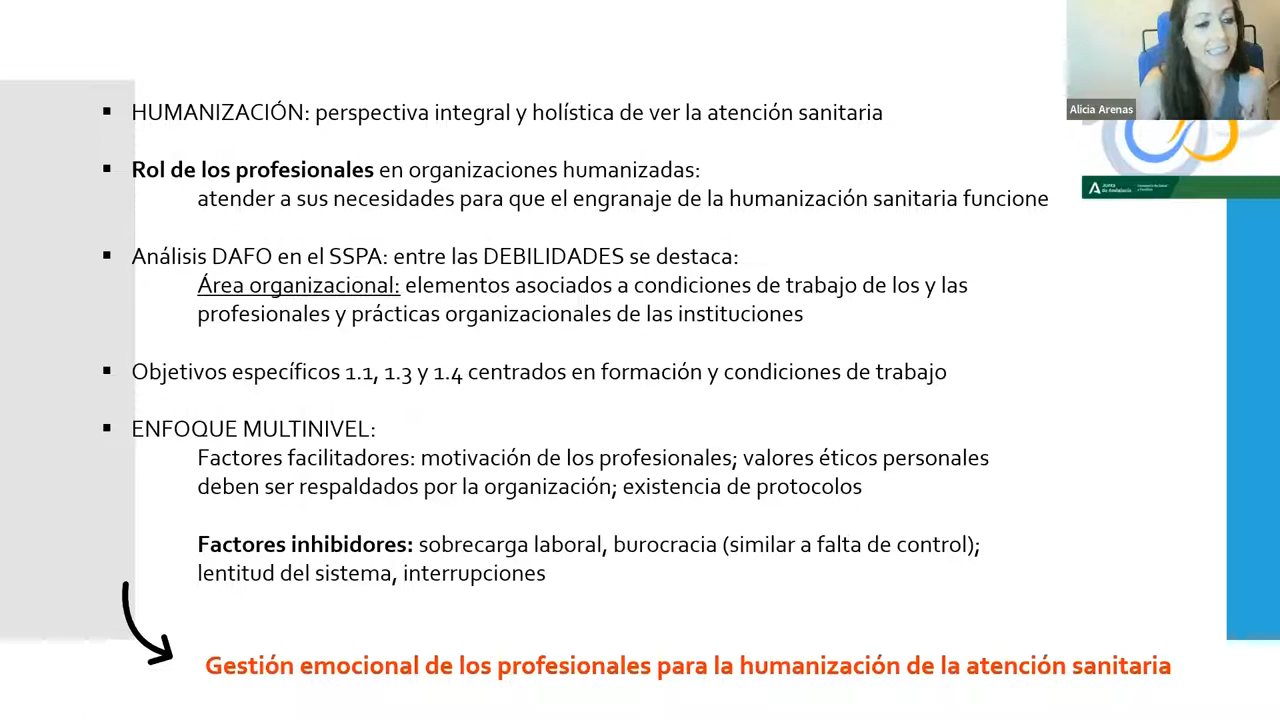 HUMANIZACIÓN: perspectiva integral y holística de ver la atención sanitaria
Rol de los profesionales en organizaciones humanizadas:
atender a sus necesidades para que el engranaje de la humanización sanitaria funcione
Análisis DAFO en el SSPA: entre las DEBILIDADES se destaca:
Área organizacional: elementos asociados a condiciones de trabajo de los y las
profesionales y prácticas organizacionales de las instituciones
Objetivos específicos 1.1, 1.3 y 1.4 centrados en formación y condiciones de trabajo
ENFOQUE MULTINIVEL:
Factores facilitadores: motivación de los profesionales; valores éticos personales
deben ser respaldados por la organización; existencia de protocolos
Factores inhibidores: sobrecarga laboral, burocracia (similar a falta de control);
lentitud del sistema, interrupciones
Gestión emocional de los profesionales para la humanización de la atención sanitaria
Alicia Arenas
Junta
de Andalucía